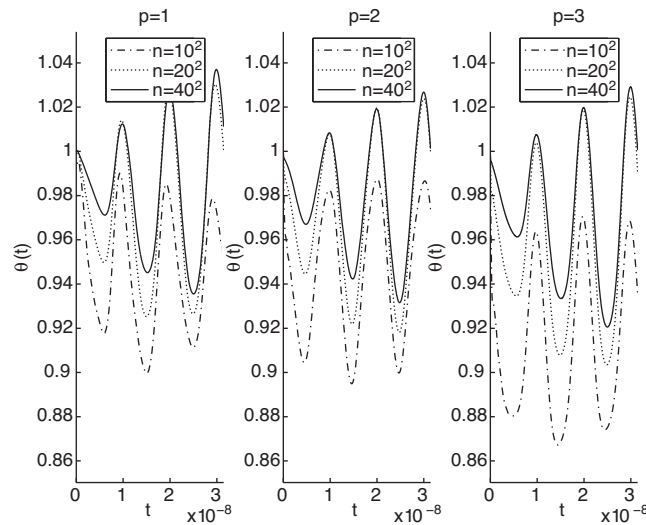 p=1
1.04
1.02
1
0.98
0.96
0.94
0.92
0.9
0.88
0.86
θ(t)
n=10²
n=20²
n=40²
0
1
2
3
t
x10⁻⁸
p=2
1.04
1.02
1
0.98
0.96
0.94
0.92
0.9
0.88
0.86
θ(t)
n=10²
n=20²
n=40²
0
1
2
3
t
x10⁻⁸
p=3
1.04
1.02
1
0.98
0.96
0.94
0.92
0.9
0.88
0.86
θ(t)
n=10²
n=20²
n=40²
0
1
2
3
t
x10⁻⁸